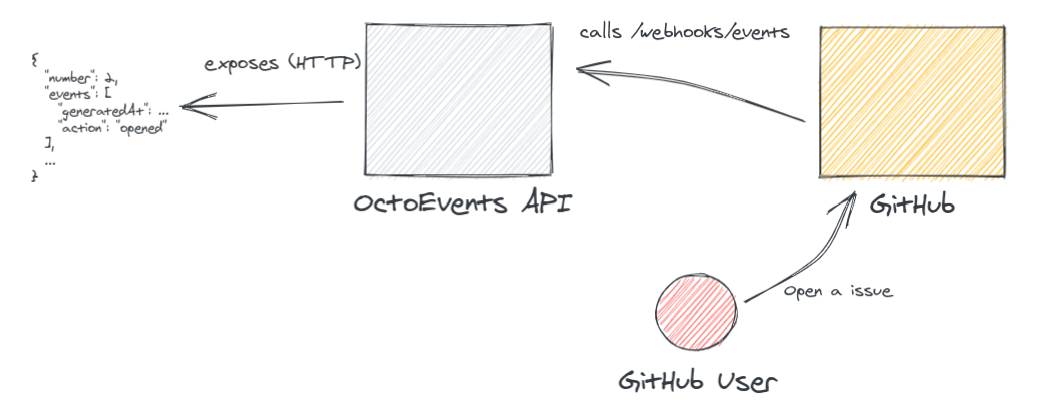 calls /webhooks/events
exposes (HTTP)
{
"number": 2,
"events": [
"generatedAt": ...
"action": "opened"
],
...
}
OctoEvents API
GitHub
Open a issue
GitHub User